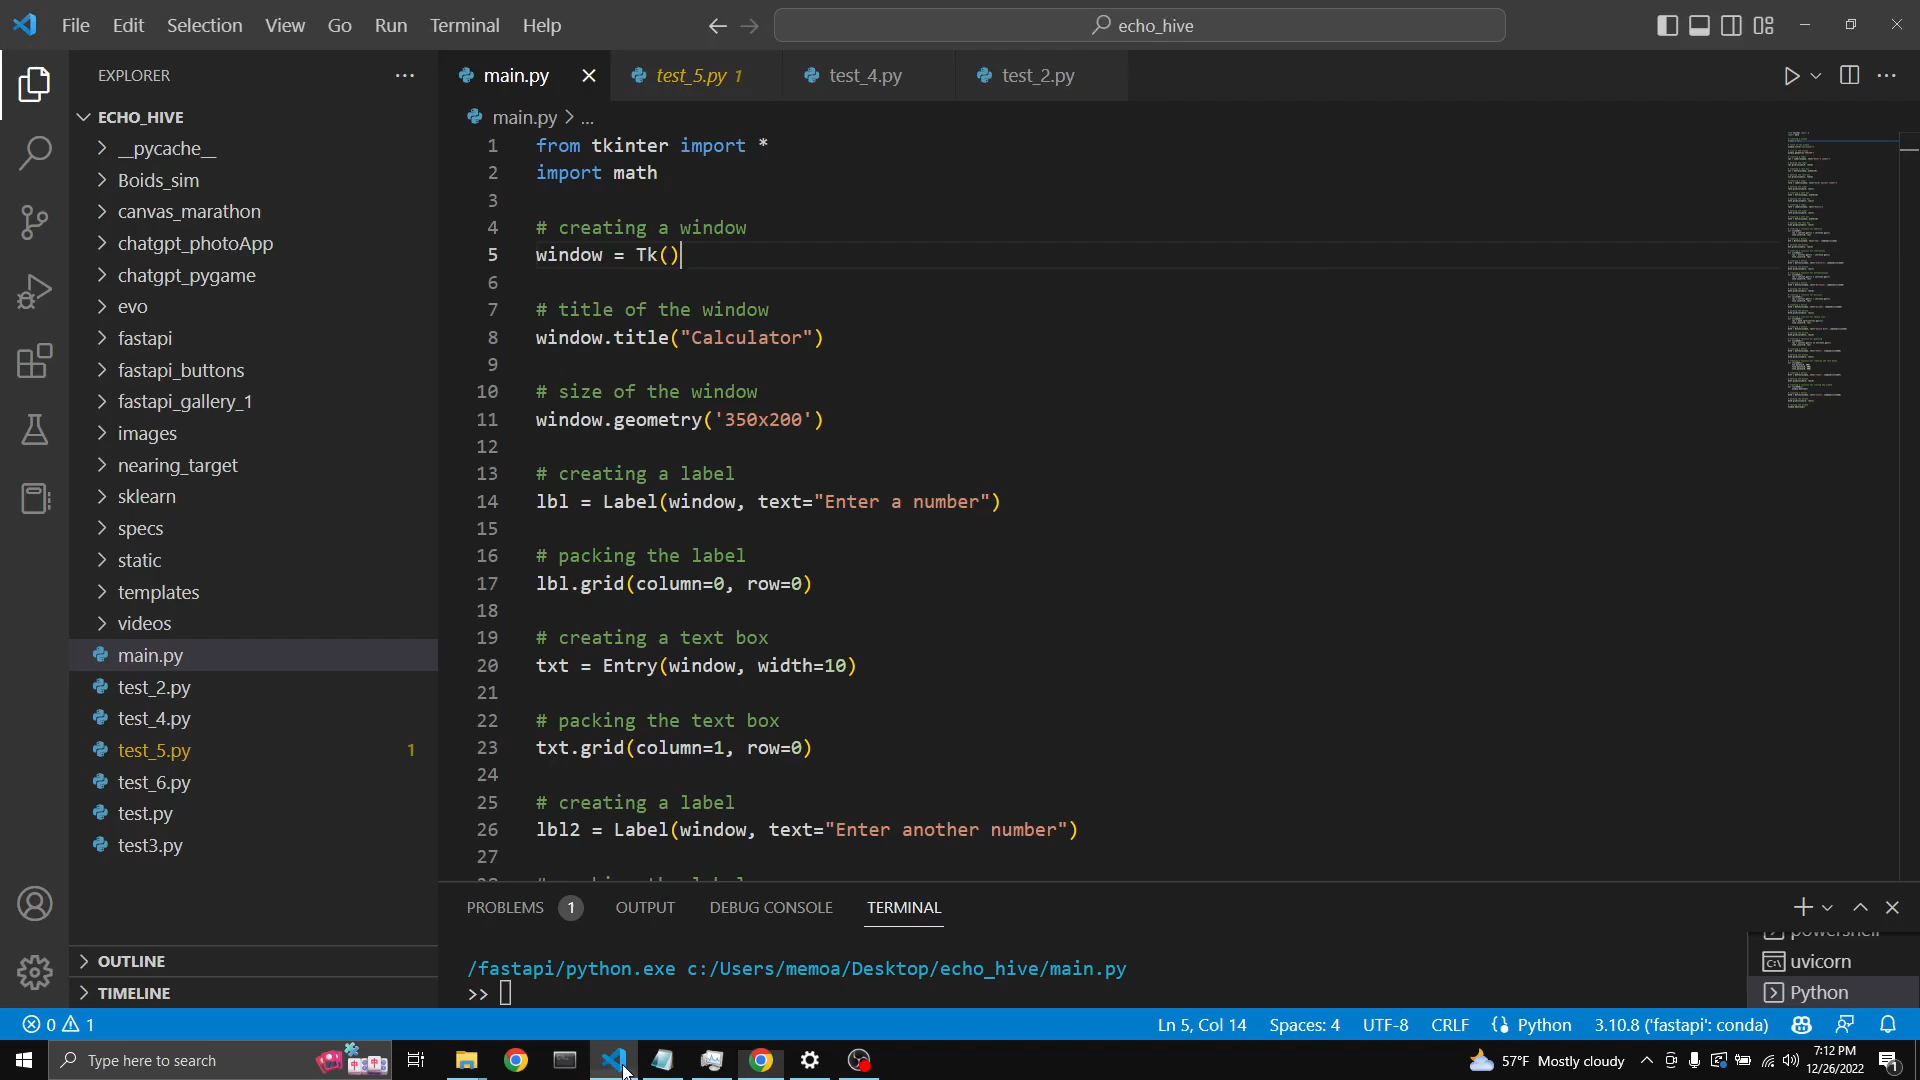 File Edit Selection View Go Run Terminal Help
echo_hive
EXPLORER
main.py
test_5.py 1
test_4.py
test_2.py
ECHO_HIVE
__pycache__
Boids_sim
canvas_marathon
chatgpt_photoApp
chatgpt_pygame
evo
fastapi
fastapi_buttons
fastapi_gallery_1
images
nearing_target
sklearn
specs
static
templates
videos
main.py
test_2.py
test_4.py
test_5.py 1
test_6.py
test.py
test3.py
OUTLINE
TIMELINE
main.py > ...
1 from tkinter import *
2 import math
3
4 # creating a window
5 window = Tk()
6
7 # title of the window
8 window.title("Calculator")
9
10 # size of the window
11 window.geometry('350x200')
12
13 # creating a label
14 lbl = Label(window, text="Enter a number")
15
16 # packing the label
17 lbl.grid(column=0, row=0)
18
19 # creating a text box
20 txt = Entry(window, width=10)
21
22 # packing the text box
23 txt.grid(column=1, row=0)
24
25 # creating a label
26 lbl2 = Label(window, text="Enter another number")
27
PROBLEMS 1 OUTPUT DEBUG CONSOLE TERMINAL
/fastapi/python.exe c:/Users/memoa/Desktop/echo_hive/main.py
>>
powershell
uvicorn
Python
0 1
Ln 5, Col 14 Spaces: 4 UTF-8 CRLF Python 3.10.8 ('fastapi': conda)
Type here to search
57°F Mostly cloudy
7:12 PM
12/26/2022
1